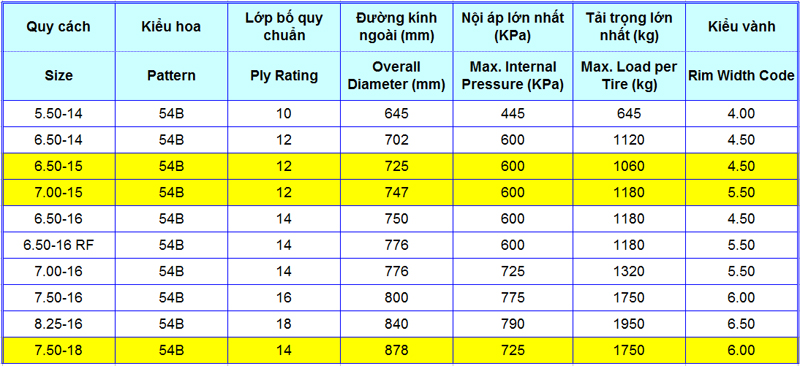 Quy cách Kiểu hoa Lớp bố quy chuẩn Đường kính ngoài (mm) Nội áp lớn nhất (KPa) Tải trọng lớn nhất (kg) Kiểu vành
Size Pattern Ply Rating Overall Diameter (mm) Max. Internal Pressure (KPa) Max. Load per Tire (kg) Rim Width Code
5.50-14 54B 10 645 445 645 4.00
6.50-14 54B 12 702 600 1120 4.50
6.50-15 54B 12 725 600 1060 4.50
7.00-15 54B 12 747 600 1180 5.50
6.50-16 54B 14 750 600 1180 4.50
6.50-16 RF 54B 14 776 600 1180 5.50
7.00-16 54B 14 776 725 1320 5.50
7.50-16 54B 16 800 775 1750 6.00
8.25-16 54B 18 840 790 1950 6.50
7.50-18 54B 14 878 725 1750 6.00